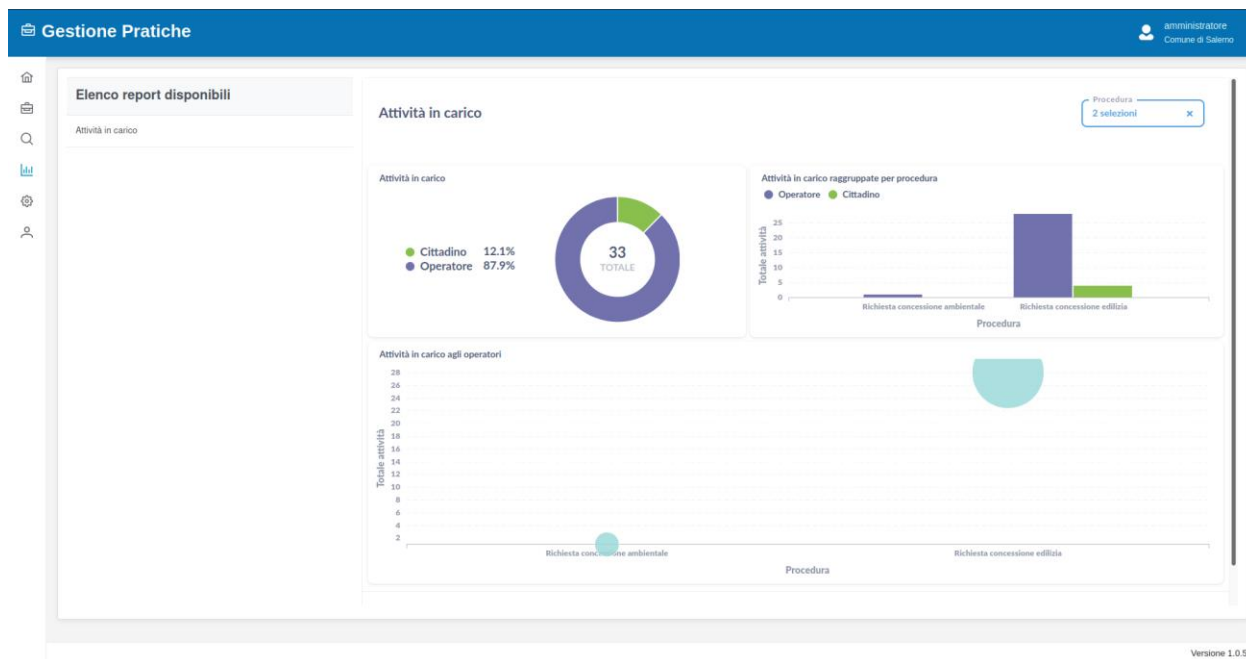 Gestione Pratiche
amministratore
Comune di Salerno
Elenco report disponibili
Attività in carico
Attività in carico
Procedura
2 selezioni
Attività in carico
Cittadino 12.1%
Operatore 87.9%
33
TOTALE
Attività in carico raggruppate per procedura
Operatore Cittadino
25
20
15
10
5
0
Totale attività
Richiesta concessione ambientale Richiesta concessione edilizia
Procedura
Attività in carico agli operatori
28
26
24
22
20
18
16
14
12
10
8
6
4
2
Totale attività
Richiesta concessione ambientale Richiesta concessione edilizia
Procedura
Versione 1.0.5